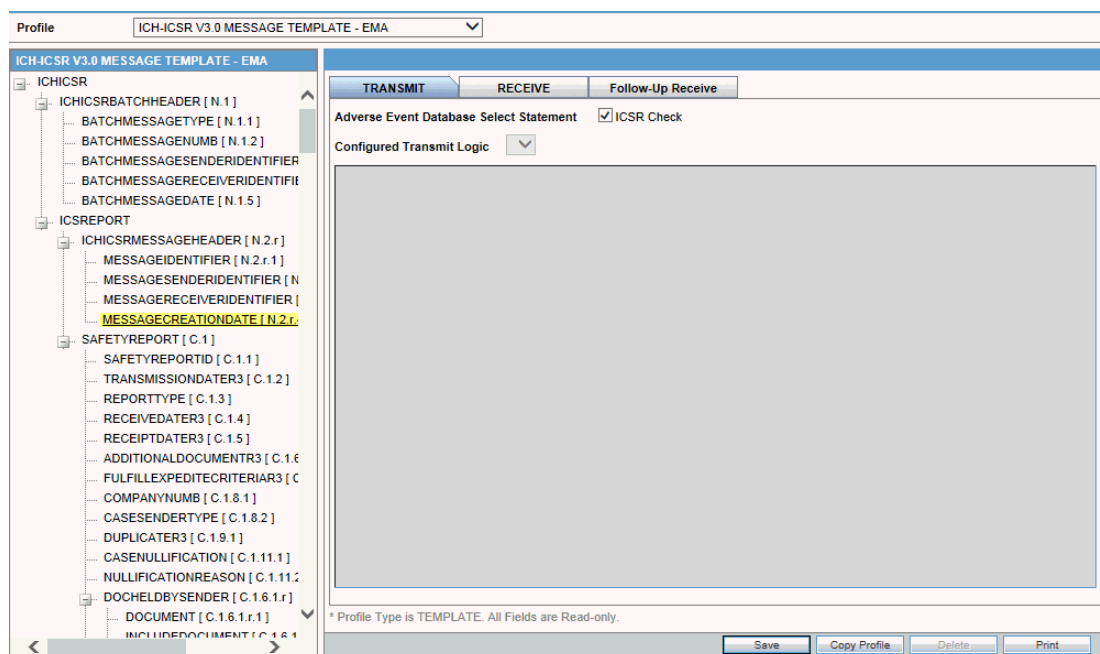 Profile
ICH-ICSR V3.0 MESSAGE TEMPLATE - EMA
ICH-ICSR V3.0 MESSAGE TEMPLATE - EMA
ICHICSR
ICHICSRBATCHHEADER [ N.1 ]
BATCHMESSAGETYPE [ N.1.1 ]
BATCHMESSAGENUMB [ N.1.2 ]
BATCHMESSAGESENDERIDENTIFIER
BATCHMESSAGERECEIVERIDENTIFIE
BATCHMESSAGEDATE [ N.1.5 ]
ICSREPORT
ICHICSRMESSAGEHEADER [ N.2.r ]
MESSAGEIDENTIFIER [ N.2.r.1 ]
MESSAGESENDERIDENTIFIER [ N
MESSAGERECEIVERIDENTIFIER [
MESSAGECREATIONDATE [ N.2.r.
SAFETYREPORT [ C.1 ]
SAFETYREPORTID [ C.1.1 ]
TRANSMISSIONDATER3 [ C.1.2 ]
REPORTTYPE [ C.1.3 ]
RECEIVEDATER3 [ C.1.4 ]
RECEIPTDATER3 [ C.1.5 ]
ADDITIONALDOCUMENTR3 [ C.1.6
FULFILLEXPEDITECRITERIAR3 [ C
COMPANYNUMB [ C.1.8.1 ]
CASESENDERTYPE [ C.1.8.2 ]
DUPLICATER3 [ C.1.9.1 ]
CASENULLIFICATION [ C.1.11.1 ]
NULLIFICATIONREASON [ C.1.11.2
DOCHELDBYSENDER [ C.1.6.1.r ]
DOCUMENT [ C.1.6.1.r.1 ]
INCLUDEDOCUMENT [ C.1.6.1
TRANSMIT
RECEIVE
Follow-Up Receive
Adverse Event Database Select Statement
ICSR Check
Configured Transmit Logic
* Profile Type is TEMPLATE. All Fields are Read-only.
Save
Copy Profile
Delete
Print